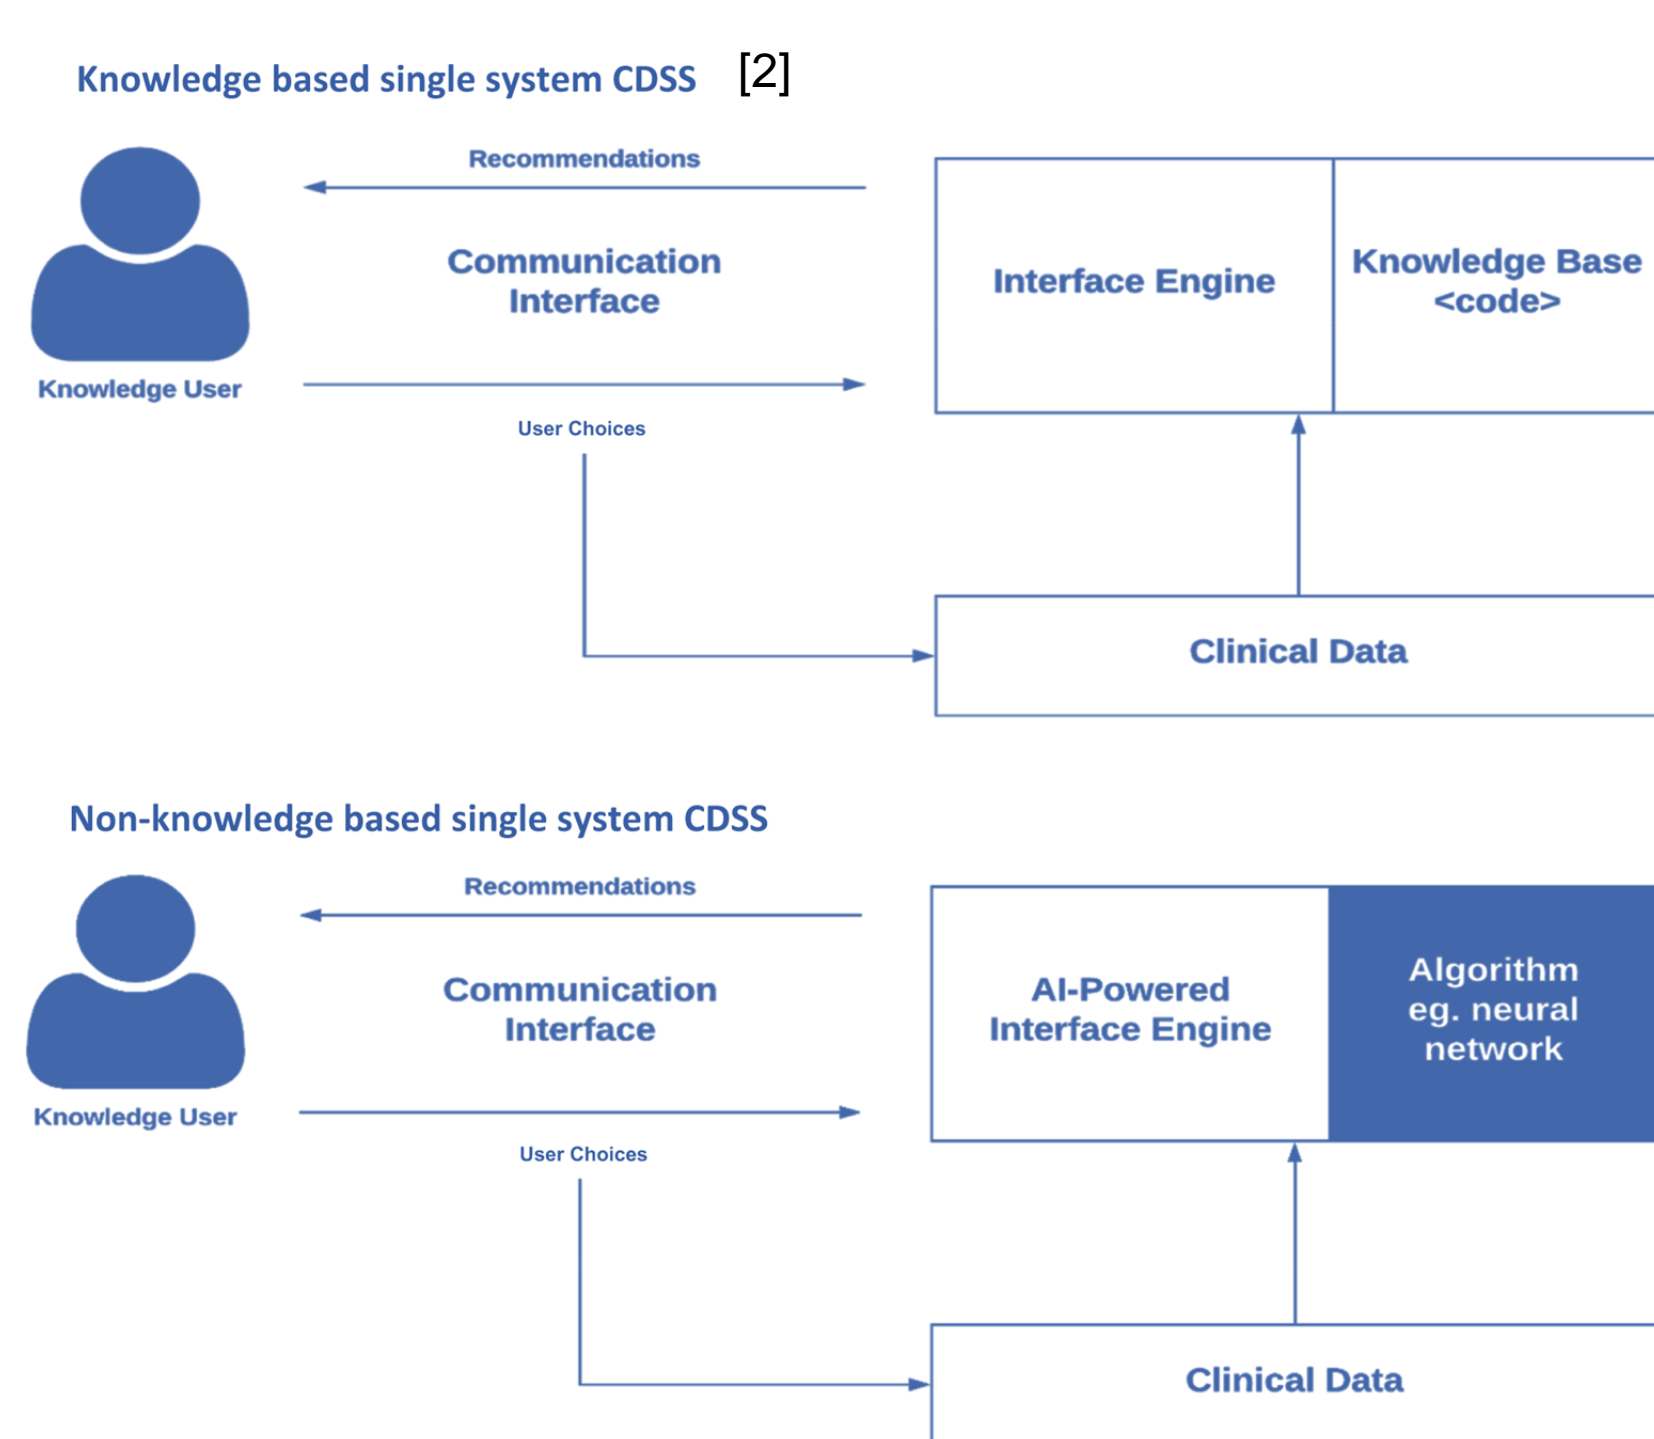 Knowledge based single system CDSS [2]
Recommendations
Communication
Interface
Interface Engine
Knowledge Base
<code>
Knowledge User
User Choices
Clinical Data
Non-knowledge based single system CDSS
Recommendations
Communication
Interface
AI-Powered
Interface Engine
Algorithm
eg. neural
network
Knowledge User
User Choices
Clinical Data